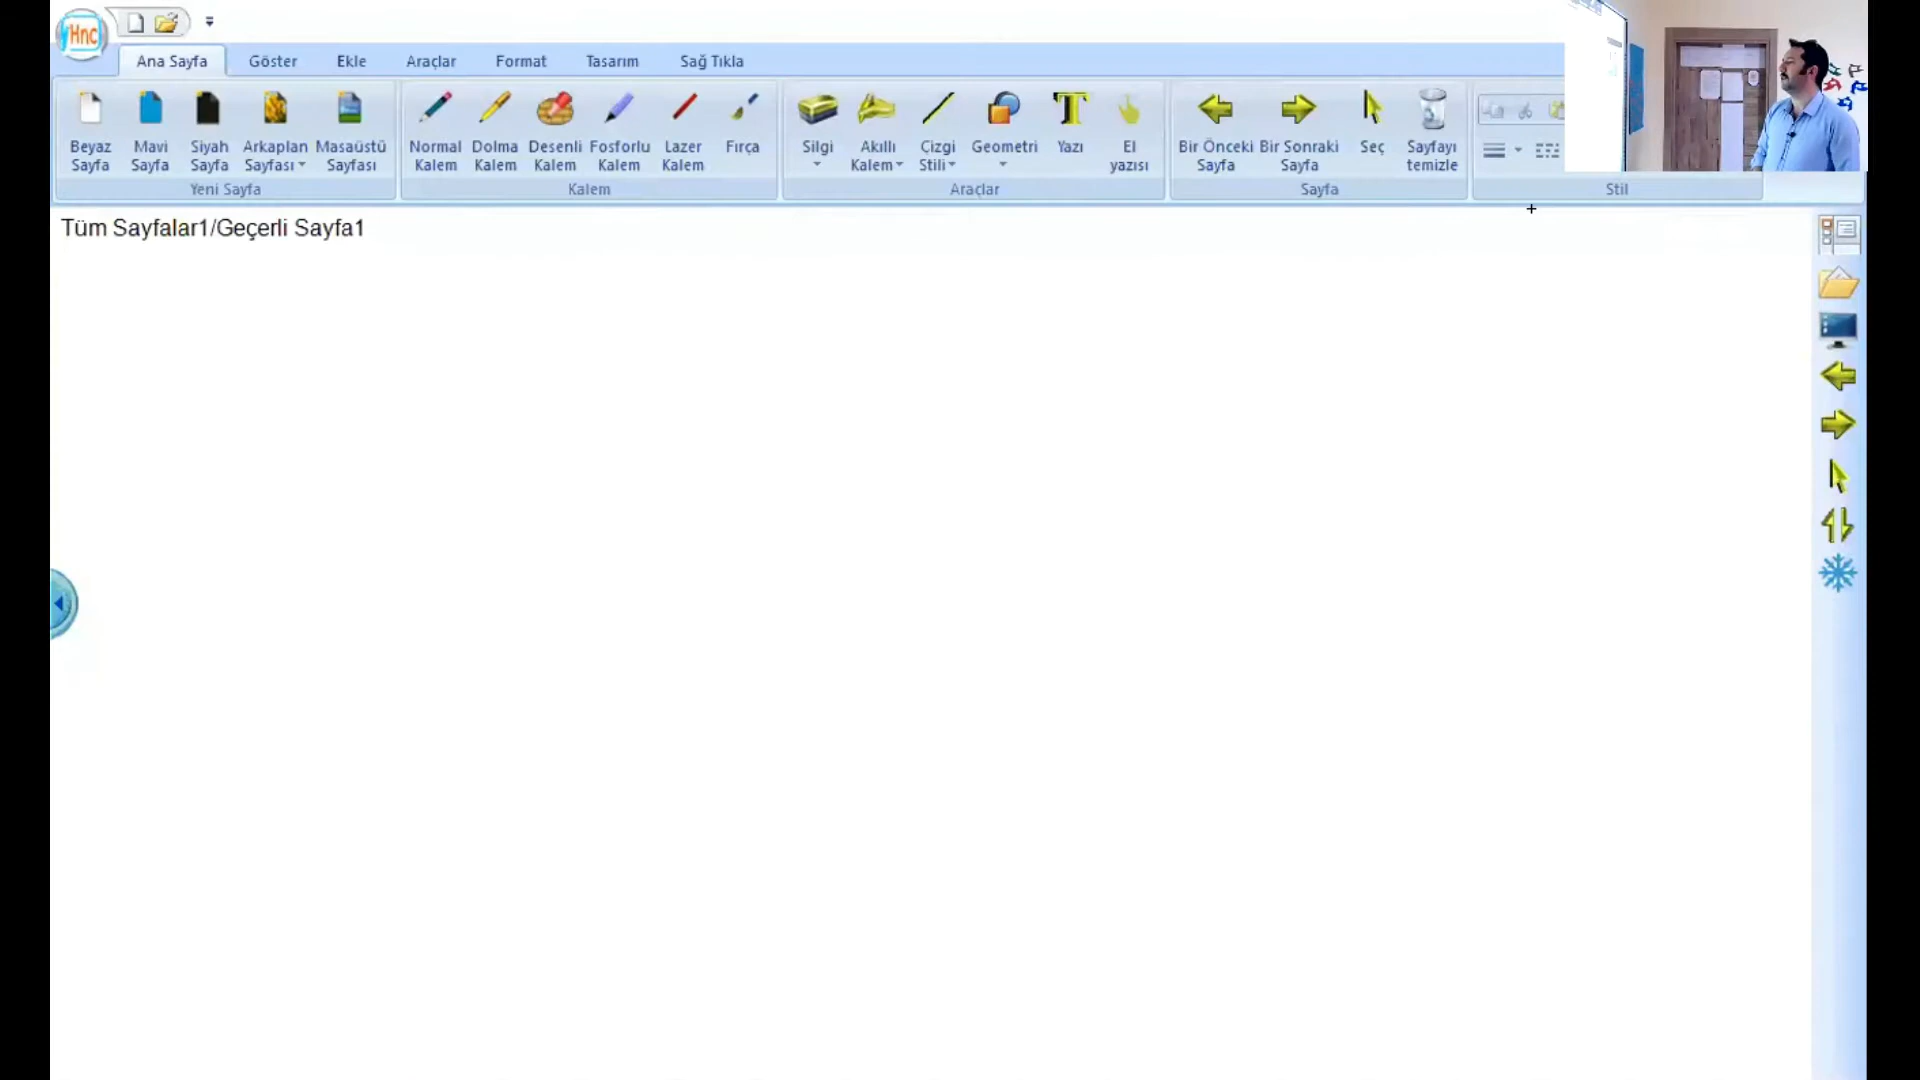 Hnc
Ana Sayfa Göster Ekle Araçlar Format Tasarım Sağ Tıkla
Beyaz Sayfa
Mavi Sayfa
Siyah Sayfa
Arkaplan Sayfası
Masaüstü Sayfası
Yeni Sayfa
Normal Kalem
Dolma Kalem
Desenli Kalem
Fosforlu Kalem
Lazer Kalem
Fırça
Kalem
Silgi
Akıllı Kalem
Çizgi Stili
Geometri
Yazı
El yazısı
Araçlar
Bir Önceki Sayfa
Bir Sonraki Sayfa
Seç
Sayfayı temizle
Sayfa
Stil
Tüm Sayfalar1/Geçerli Sayfa1